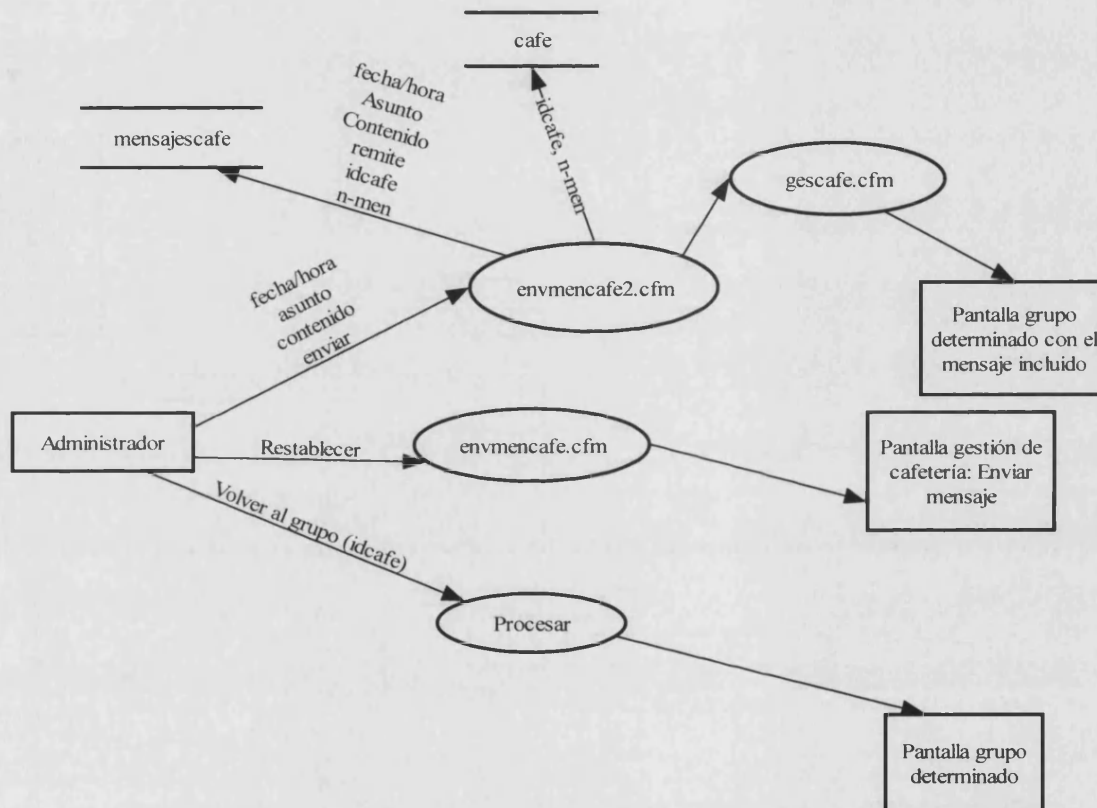 cafe
fecha/hora
Asunto
Contenido
remite
idcafe
n-men
mensajescafe
idcafe, n-men
gescafe.cfm
fecha/hora
asunto
contenido
enviar
envmencafe2.cfm
Pantalla grupo
determinado con el
mensaje incluido
Administrador
Restablecer
envmencafe.cfm
Pantalla gestión de
cafetería: Enviar
mensaje
Volver al grupo (idcafe)
Procesar
Pantalla grupo
determinado